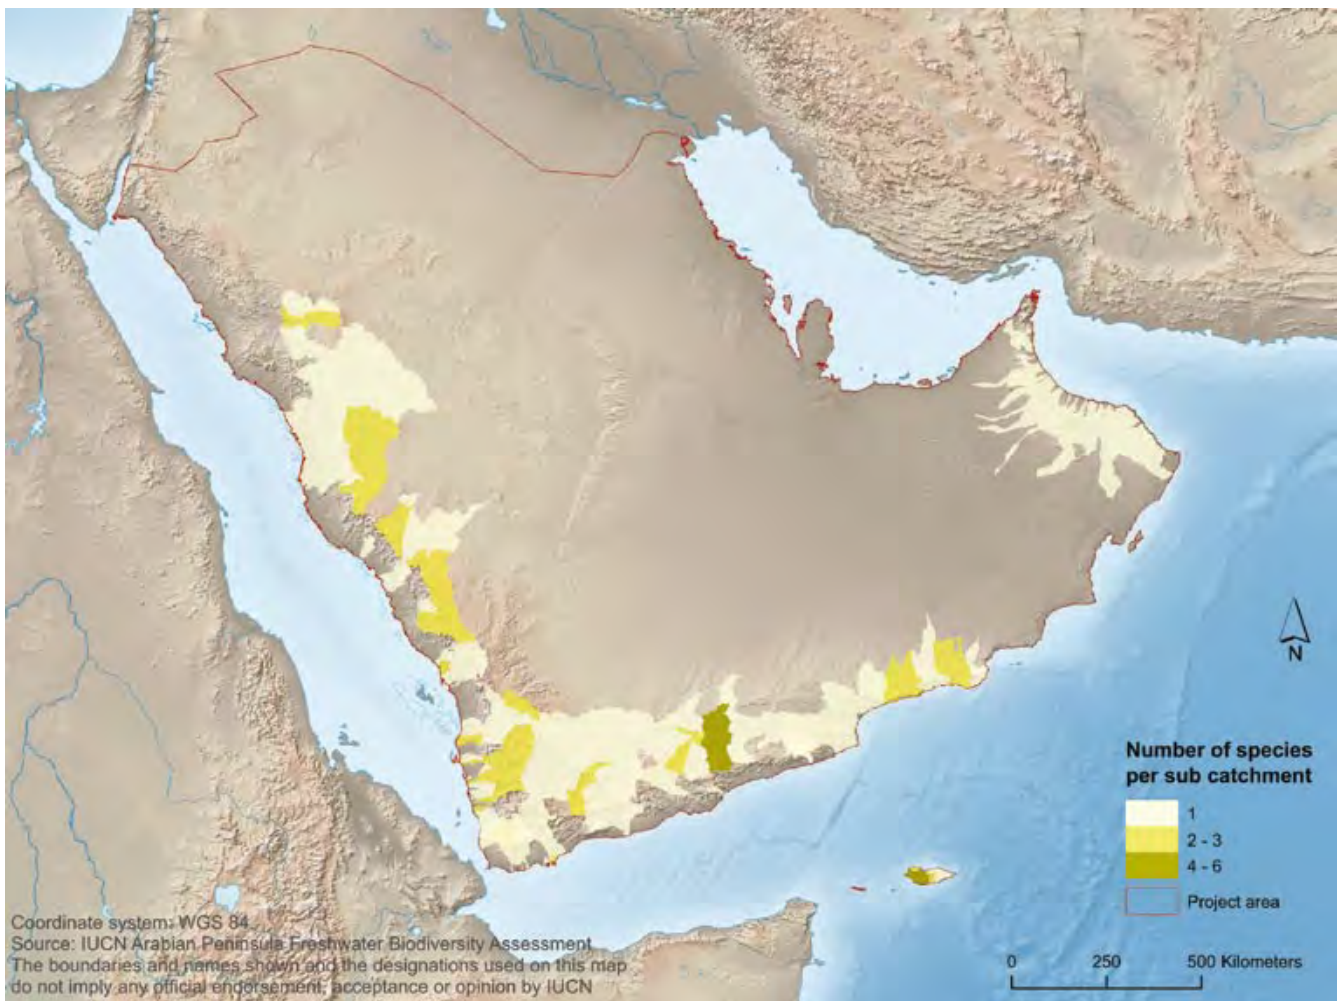 N
Number of species
per sub catchment
1
2 - 3
4 - 6
Project area
0 250 500 Kilometers
Coordinate system: WGS 84
Source: IUCN Arabian Peninsula Freshwater Biodiversity Assessment
The boundaries and names shown and the designations used on this map
do not imply any official endorsement, acceptance or opinion by IUCN